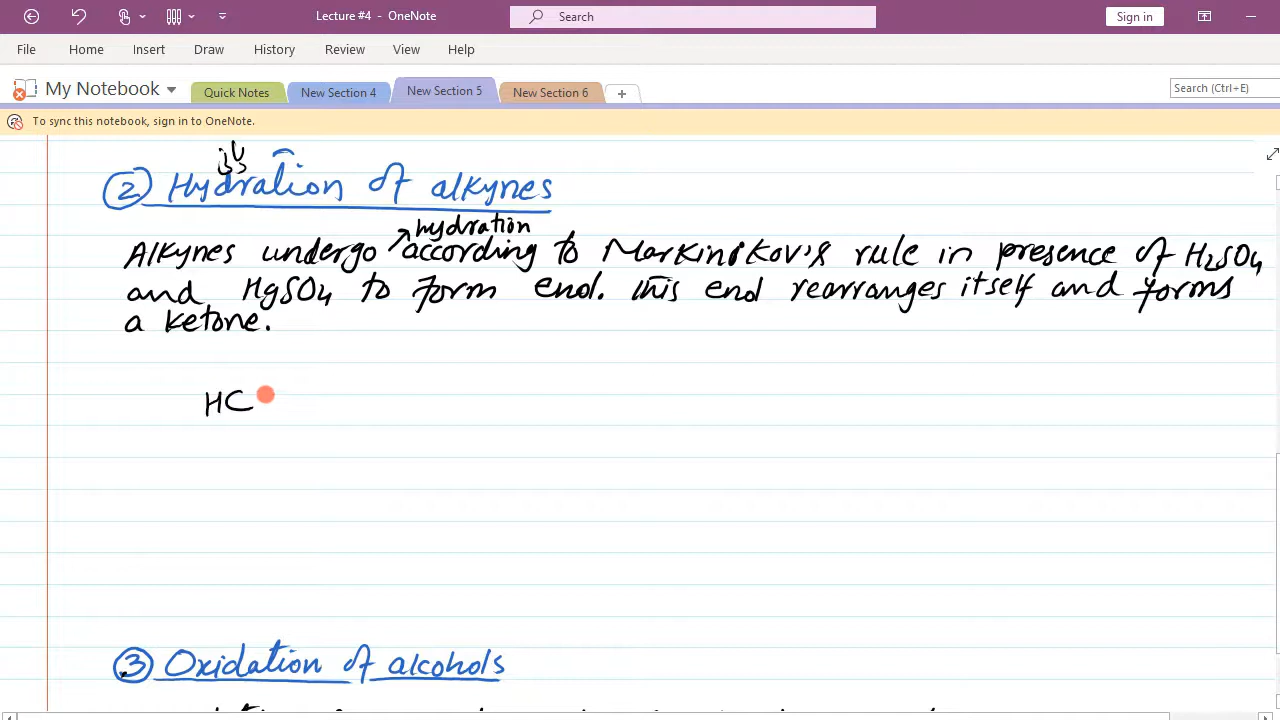 Lecture #4 - OneNote
Search
Sign in
File Home Insert Draw History Review View Help
My Notebook
Quick Notes
New Section 4
New Section 5
New Section 6
+
Search (Ctrl+E)
To sync this notebook, sign in to OneNote.
② Hydration of alkynes
hydration
Alkynes undergo according to Markinikov's rule in presence of H₂SO₄
and HgSO₄ to form enol. This enol rearranges itself and forms
a ketone.
HC
③ Oxidation of alcohols